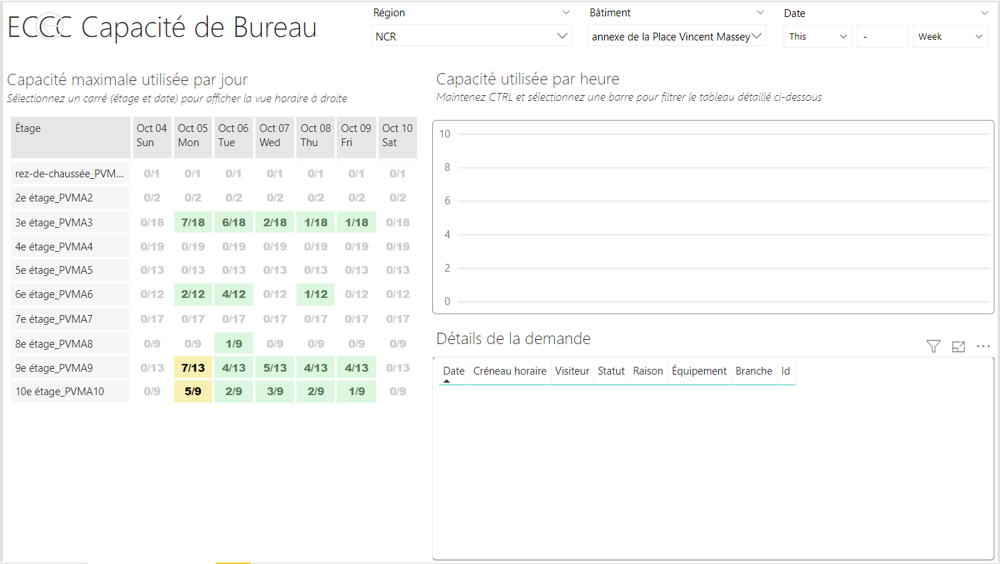 ECCC Capacité de Bureau
Région
NCR
Bâtiment
annexe de la Place Vincent Massey
Date
This - Week
Capacité maximale utilisée par jour
Sélectionnez un carré (étage et date) pour afficher la vue horaire à droite
Étage Oct 04 Sun Oct 05 Mon Oct 06 Tue Oct 07 Wed Oct 08 Thu Oct 09 Fri Oct 10 Sat
rez-de-chaussée_PVM... 0/1 0/1 0/1 0/1 0/1 0/1 0/1
2e étage_PVMA2 0/2 0/2 0/2 0/2 0/2 0/2 0/2
3e étage_PVMA3 0/18 7/18 6/18 2/18 1/18 1/18 0/18
4e étage_PVMA4 0/19 0/19 0/19 0/19 0/19 0/19 0/19
5e étage_PVMA5 0/13 0/13 0/13 0/13 0/13 0/13 0/13
6e étage_PVMA6 0/12 2/12 4/12 0/12 1/12 0/12 0/12
7e étage_PVMA7 0/17 0/17 0/17 0/17 0/17 0/17 0/17
8e étage_PVMA8 0/9 0/9 1/9 0/9 0/9 0/9 0/9
9e étage_PVMA9 0/13 7/13 4/13 5/13 4/13 4/13 0/13
10e étage_PVMA10 0/9 5/9 2/9 3/9 2/9 1/9 0/9
Capacité utilisée par heure
Maintenez CTRL et sélectionnez une barre pour filtrer le tableau détaillé ci-dessous
10
8
6
4
2
0
Détails de la demande
Date Créneau horaire Visiteur Statut Raison Équipement Branche Id